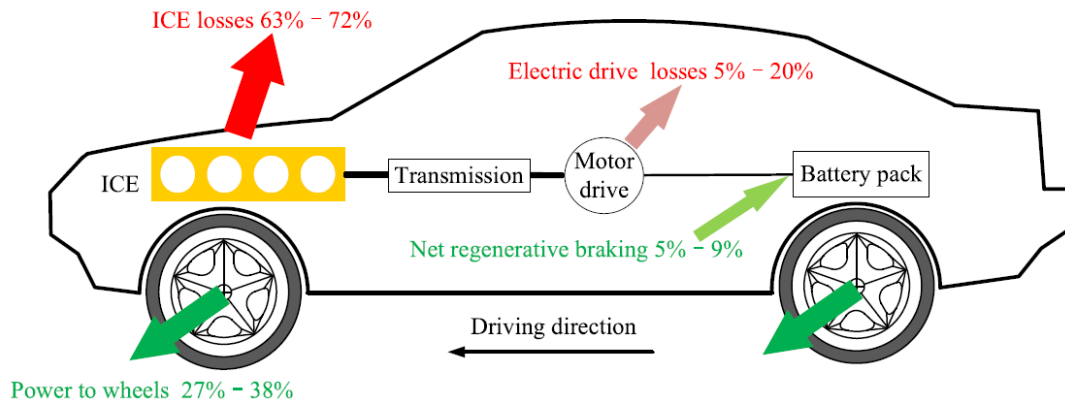 ICE losses 63% − 72%
Electric drive losses 5% − 20%
ICE
Transmission
Motor
drive
Battery pack
Net regenerative braking 5% − 9%
Driving direction
Power to wheels 27% − 38%